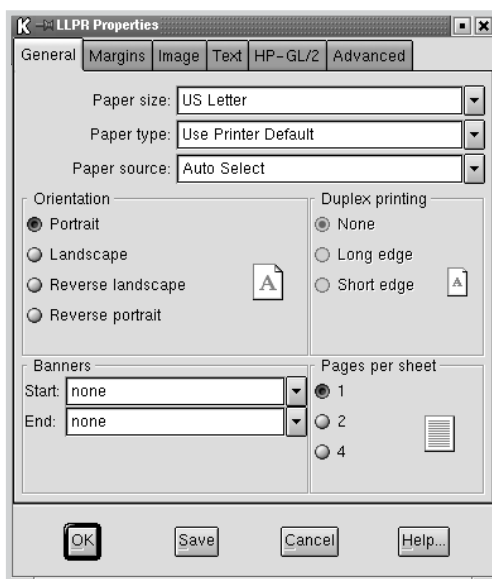 K LLPR Properties
General Margins Image Text HP-GL/2 Advanced
Paper size: US Letter
Paper type: Use Printer Default
Paper source: Auto Select
Orientation
Portrait
Landscape
Reverse landscape
Reverse portrait
A
Duplex printing
None
Long edge
Short edge
A
Banners
Start: none
End: none
Pages per sheet
1
2
4
OK Save Cancel Help...